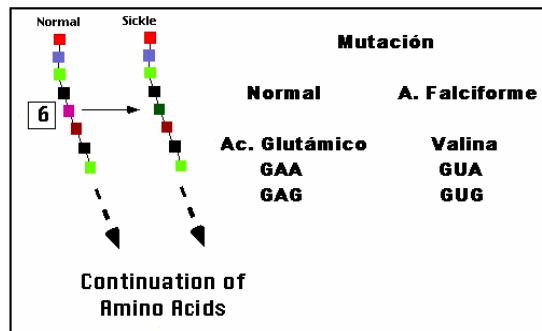 Normal Sickle
Mutación
Normal A. Falciforme
6
Ac. Glutámico Valina
GAA GUA
GAG GUG
Continuation of
Amino Acids